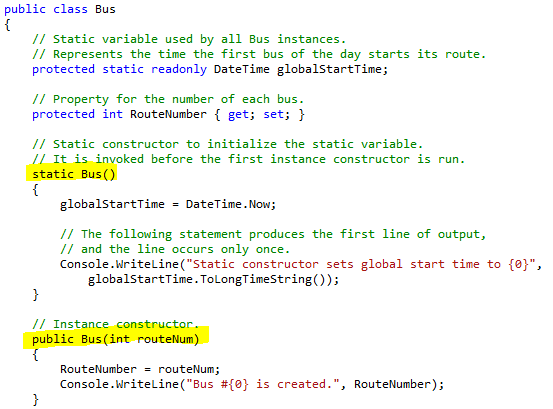 public class Bus
{
// Static variable used by all Bus instances.
// Represents the time the first bus of the day starts its route.
protected static readonly DateTime globalStartTime;
// Property for the number of each bus.
protected int RouteNumber { get; set; }
// Static constructor to initialize the static variable.
// It is invoked before the first instance constructor is run.
static Bus()
{
globalStartTime = DateTime.Now;
// The following statement produces the first line of output,
// and the line occurs only once.
Console.WriteLine("Static constructor sets global start time to {0}",
globalStartTime.ToLongTimeString());
}
// Instance constructor.
public Bus(int routeNum)
{
RouteNumber = routeNum;
Console.WriteLine("Bus #{0} is created.", RouteNumber);
}